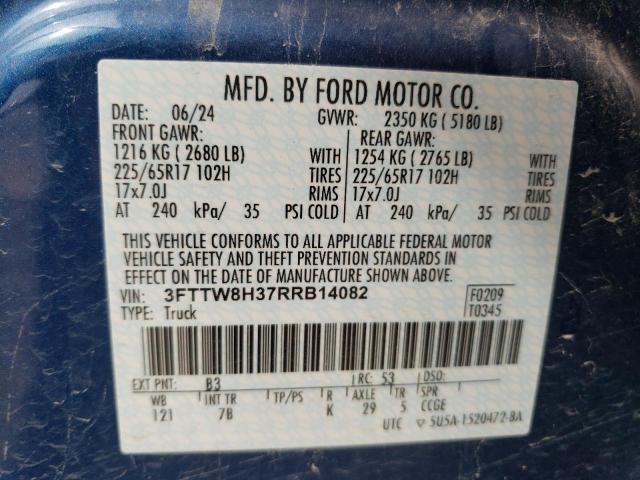 MFD. BY FORD MOTOR CO.
DATE: 06/24 GVWR: 2350 KG ( 5180 LB)
FRONT GAWR: REAR GAWR:
1216 KG ( 2680 LB) WITH 1254 KG ( 2765 LB) WITH
225/65R17 102H TIRES 225/65R17 102H TIRES
17x7.0J RIMS 17x7.0J RIMS
AT 240 kPa/ 35 PSI COLD AT 240 kPa/ 35 PSI COLD
THIS VEHICLE CONFORMS TO ALL APPLICABLE FEDERAL MOTOR
VEHICLE SAFETY AND THEFT PREVENTION STANDARDS IN
EFFECT ON THE DATE OF MANUFACTURE SHOWN ABOVE.
VIN: 3FTTW8H37RRB14082 F0209
TYPE: Truck T0345
EXT PNT: B3 RC: 53 DSO:
WB INT TR TP/PS R AXLE TR SPR
121 7B K 29 5 CCGE
UTC ▽ 5U5A-1520472-BA